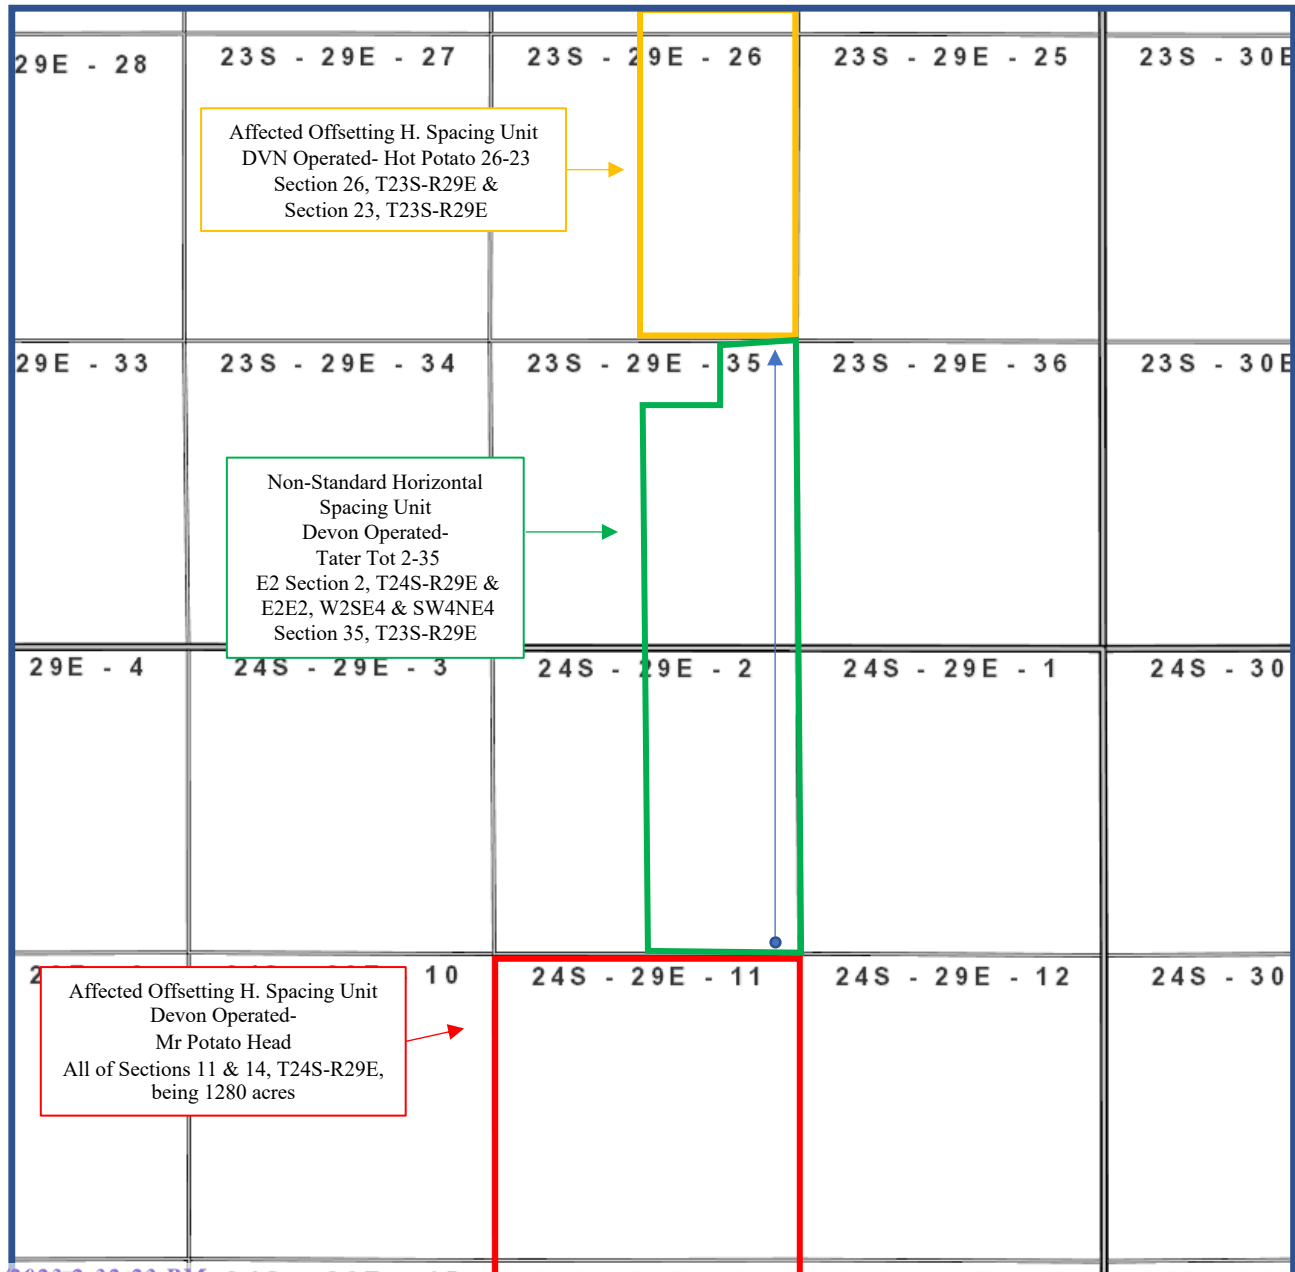 29E - 28
23S - 29E - 27
23S - 29E - 26
23S - 29E - 25
23S - 30E
Affected Offsetting H. Spacing Unit
DVN Operated- Hot Potato 26-23
Section 26, T23S-R29E &
Section 23, T23S-R29E
29E - 33
23S - 29E - 34
23S - 29E - 35
23S - 29E - 36
23S - 30E
Non-Standard Horizontal
Spacing Unit
Devon Operated-
Tater Tot 2-35
E2 Section 2, T24S-R29E &
E2E2, W2SE4 & SW4NE4
Section 35, T23S-R29E
29E - 4
24S - 29E - 3
24S - 29E - 2
24S - 29E - 1
24S - 30
10
24S - 29E - 11
24S - 29E - 12
24S - 30
Affected Offsetting H. Spacing Unit
Devon Operated-
Mr Potato Head
All of Sections 11 & 14, T24S-R29E,
being 1280 acres